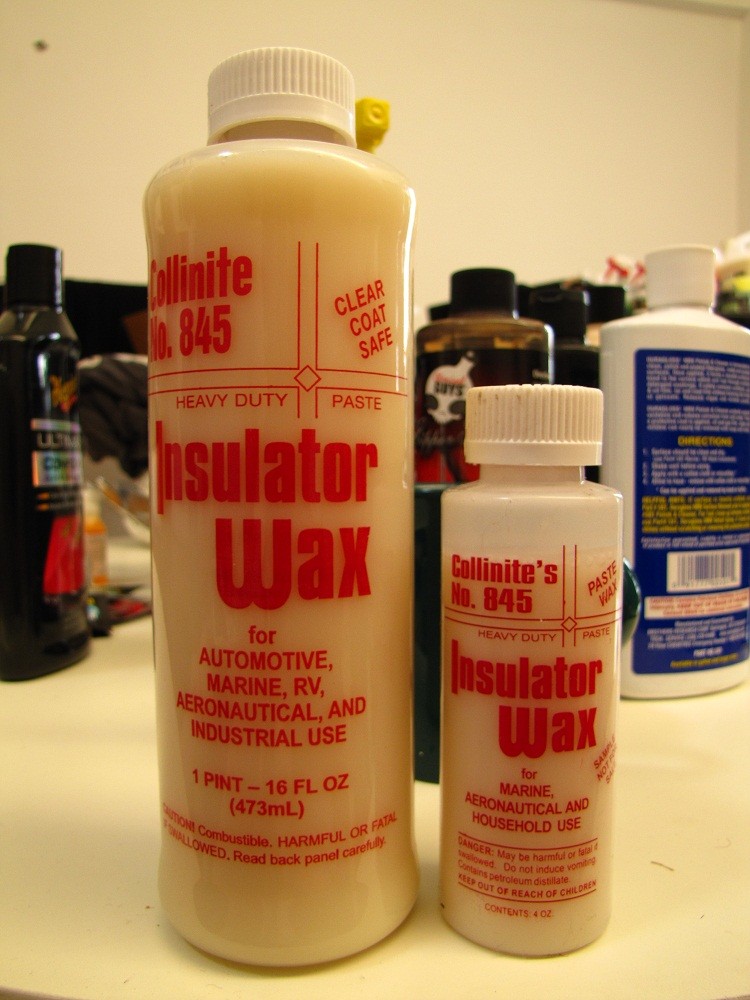 Collinite
No. 845
CLEAR
COAT
SAFE
HEAVY DUTY PASTE
Insulator
Wax
for
AUTOMOTIVE,
MARINE, RV,
AERONAUTICAL, AND
INDUSTRIAL USE
1 PINT – 16 FL OZ
(473mL)
CAUTION! Combustible. HARMFUL OR FATAL
IF SWALLOWED. Read back panel carefully.
Collinite's
No. 845
PASTE
WAX
HEAVY DUTY PASTE
Insulator
Wax
for
MARINE,
AERONAUTICAL AND
HOUSEHOLD USE
DANGER: May be harmful or fatal if
swallowed. Do not induce vomiting.
Contains petroleum distillate.
KEEP OUT OF REACH OF CHILDREN
CONTENTS: 4 OZ.
GUYS
DIRECTIONS